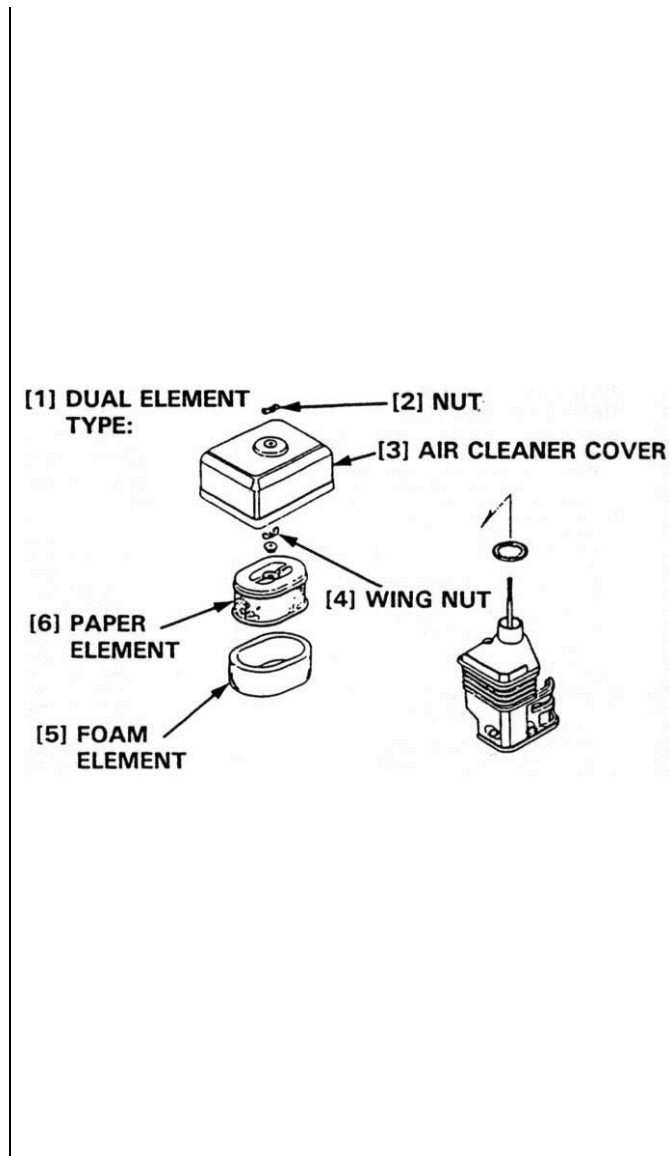 [1] DUAL ELEMENT
TYPE:
[2] NUT
[3] AIR CLEANER COVER
[4] WING NUT
[6] PAPER
ELEMENT
[5] FOAM
ELEMENT